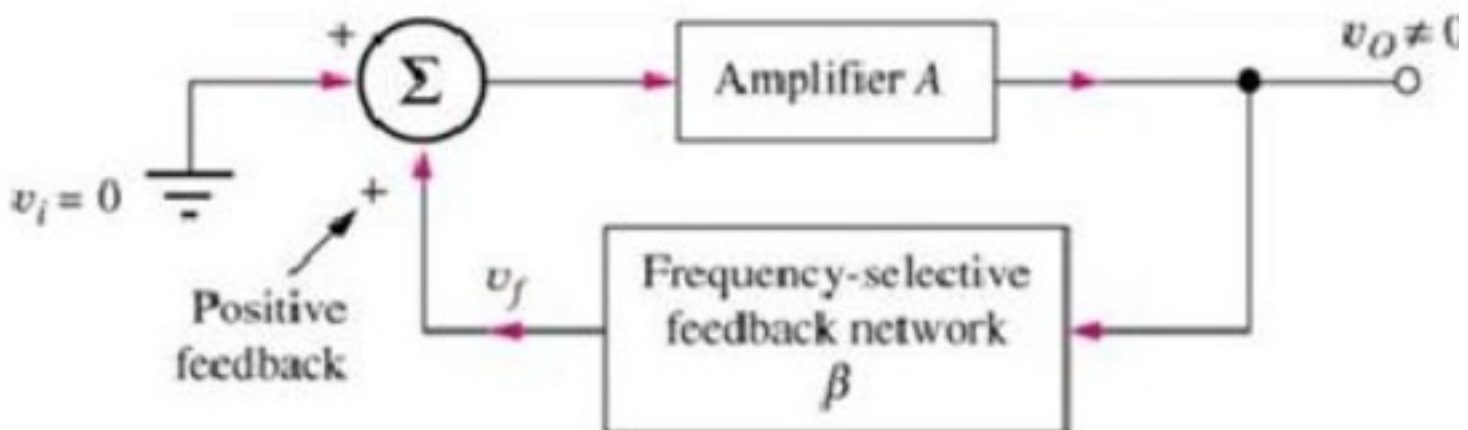 +
Σ
Amplifier A
v_O ≠ 0
v_i = 0
+
Positive
feedback
v_f
Frequency-selective
feedback network
β